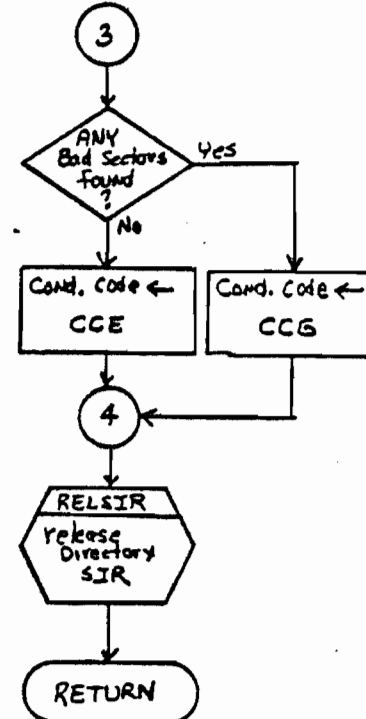 3
ANY
Bad Sectors
found
?
Yes
No
Cond. Code ←
CCE
Cond. Code ←
CCG
4
RELSIR
release
Directory
SIR
RETURN